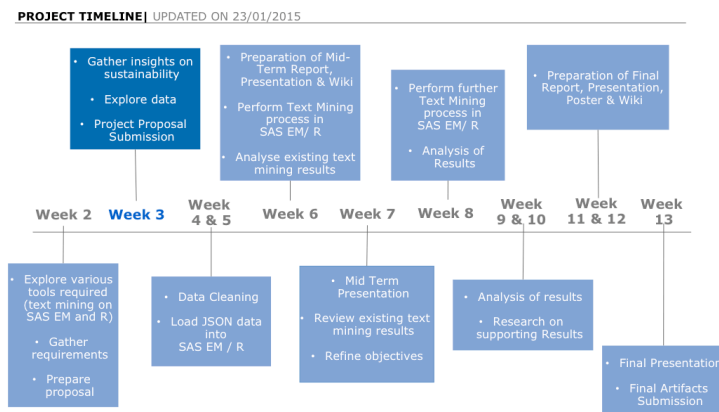 PROJECT TIMELINE| UPDATED ON 23/01/2015
• Gather insights on
sustainability
• Explore data
• Project Proposal
Submission
• Preparation of Mid-
Term Report,
Presentation & Wiki
• Perform Text Mining
process in
SAS EM/ R
• Analyse existing text
mining results
• Perform further
Text Mining
process in
SAS EM/ R
• Analysis of
Results
• Preparation of Final
Report, Presentation,
Poster & Wiki
Week 2
Week 3
Week
4 & 5
Week 6
Week 7
Week 8
Week
9 & 10
Week
11 & 12
Week
13
• Explore various
tools required
(text mining on
SAS EM and R)
• Gather
requirements
• Prepare
proposal
• Data Cleaning
• Load JSON data
into
SAS EM / R
• Mid Term
Presentation
• Review existing text
mining results
• Refine objectives
• Analysis of results
• Research on
supporting Results
• Final Presentation
• Final Artifacts
Submission